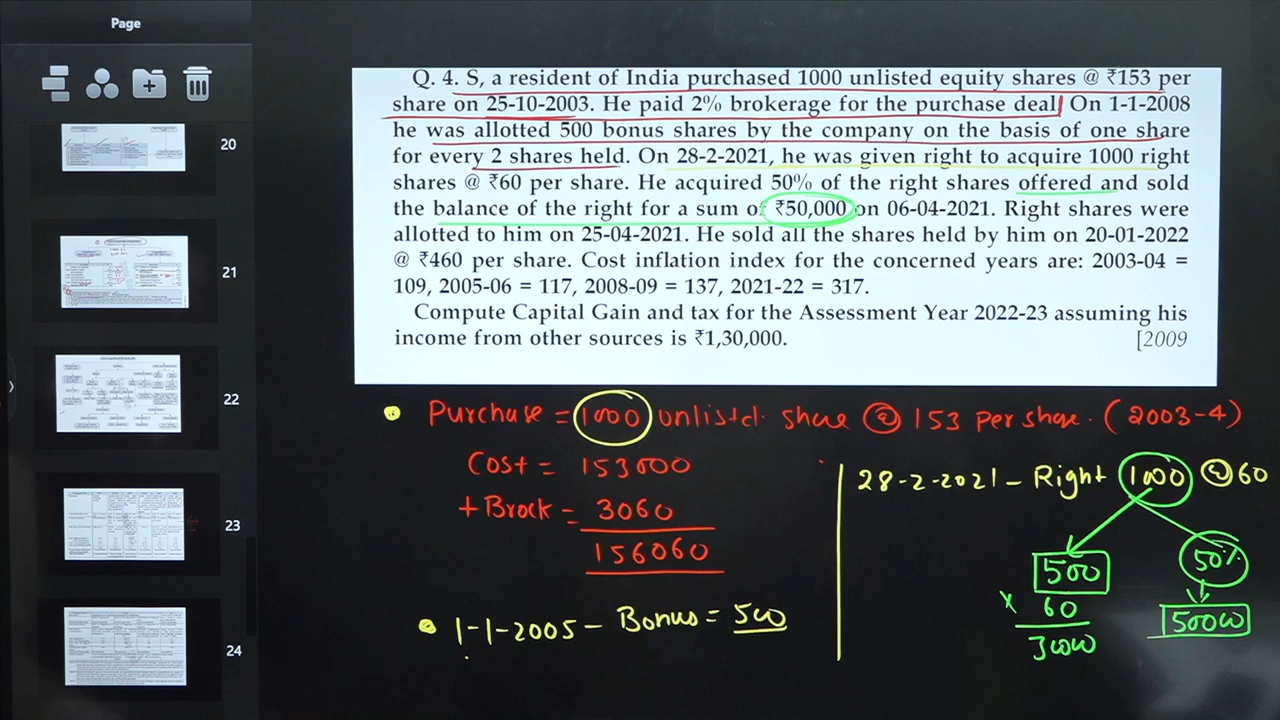 Page
20
21
22
23
24
Q. 4. S, a resident of India purchased 1000 unlisted equity shares @ ₹153 per
share on 25-10-2003. He paid 2% brokerage for the purchase deal. On 1-1-2008
he was allotted 500 bonus shares by the company on the basis of one share
for every 2 shares held. On 28-2-2021, he was given right to acquire 1000 right
shares @ ₹60 per share. He acquired 50% of the right shares offered and sold
the balance of the right for a sum of ₹50,000 on 06-04-2021. Right shares were
allotted to him on 25-04-2021. He sold all the shares held by him on 20-01-2022
@ ₹460 per share. Cost inflation index for the concerned years are: 2003-04 =
109, 2005-06 = 117, 2008-09 = 137, 2021-22 = 317.
Compute Capital Gain and tax for the Assessment Year 2022-23 assuming his
income from other sources is ₹1,30,000.
[2009
Purchase = 1000 unlistd. share @ 153 per share. (2003-4)
Cost = 153000
+ Brock = 3060
156060
1-1-2005 - Bonus = 500
28-2-2021 - Right 1000 @ 60
500
50%
× 60
50000
30000